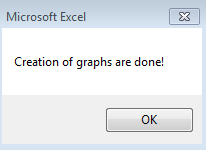 Microsoft Excel
Creation of graphs are done!
OK